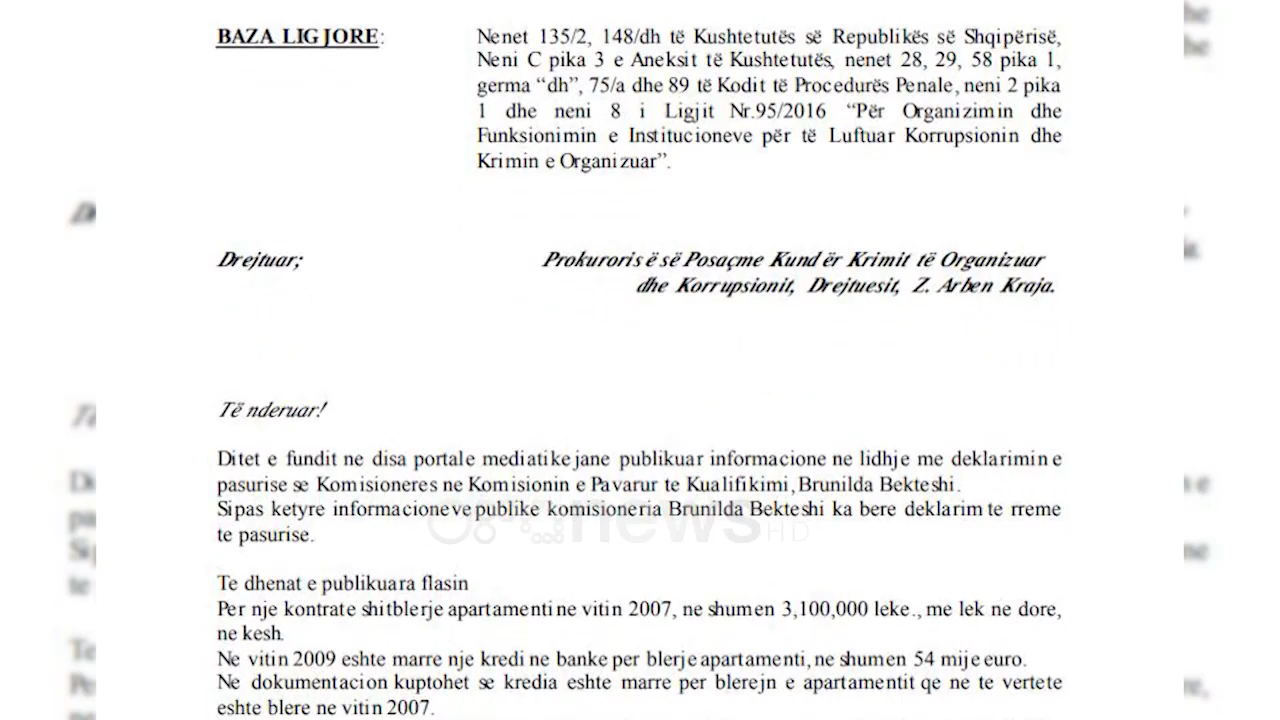 BAZA LIGJORE:
Nenet 135/2, 148/dh të Kushtetutës së Republikës së Shqipërisë,
Neni C pika 3 e Aneksit të Kushtetutës, nenet 28, 29, 58 pika 1,
germa “dh”, 75/a dhe 89 të Kodit të Procedurës Penale, neni 2 pika
1 dhe neni 8 i Ligjit Nr.95/2016 “Për Organizimin dhe
Funksionimin e Institucioneve për të Luftuar Korrupsionin dhe
Krimin e Organizuar”.
Drejtuar;
Prokurorisë së Posaçme Kundër Krimit të Organizuar
dhe Korrupsionit, Drejtuesit, Z. Arben Kraja.
Të nderuar!
Ditet e fundit ne disa portale mediatike jane publikuar informacione ne lidhje me deklarimin e
pasurise se Komisioneres ne Komisionin e Pavarur te Kualifikimi, Brunilda Bekteshi.
Sipas ketyre informacioneve publike komisioneria Brunilda Bekteshi ka bere deklarim te rreme
te pasurise.
news HD
Te dhenat e publikuara flasin
Per nje kontrate shitblerje apartamenti ne vitin 2007, ne shumen 3,100,000 leke., me lek ne dore,
ne kesh.
Ne vitin 2009 eshte marre nje kredi ne banke per blerje apartamenti, ne shumen 54 mije euro.
Ne dokumentacion kuptohet se kredia eshte marre per blerejn e apartamentit qe ne te vertete
eshte blere ne vitin 2007.